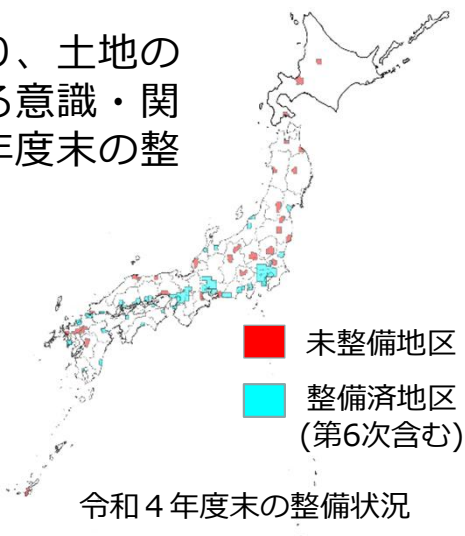 り、土地の
る意識・関
年度末の整
未整備地区
整備済地区
(第6次含む)
令和４年度末の整備状況